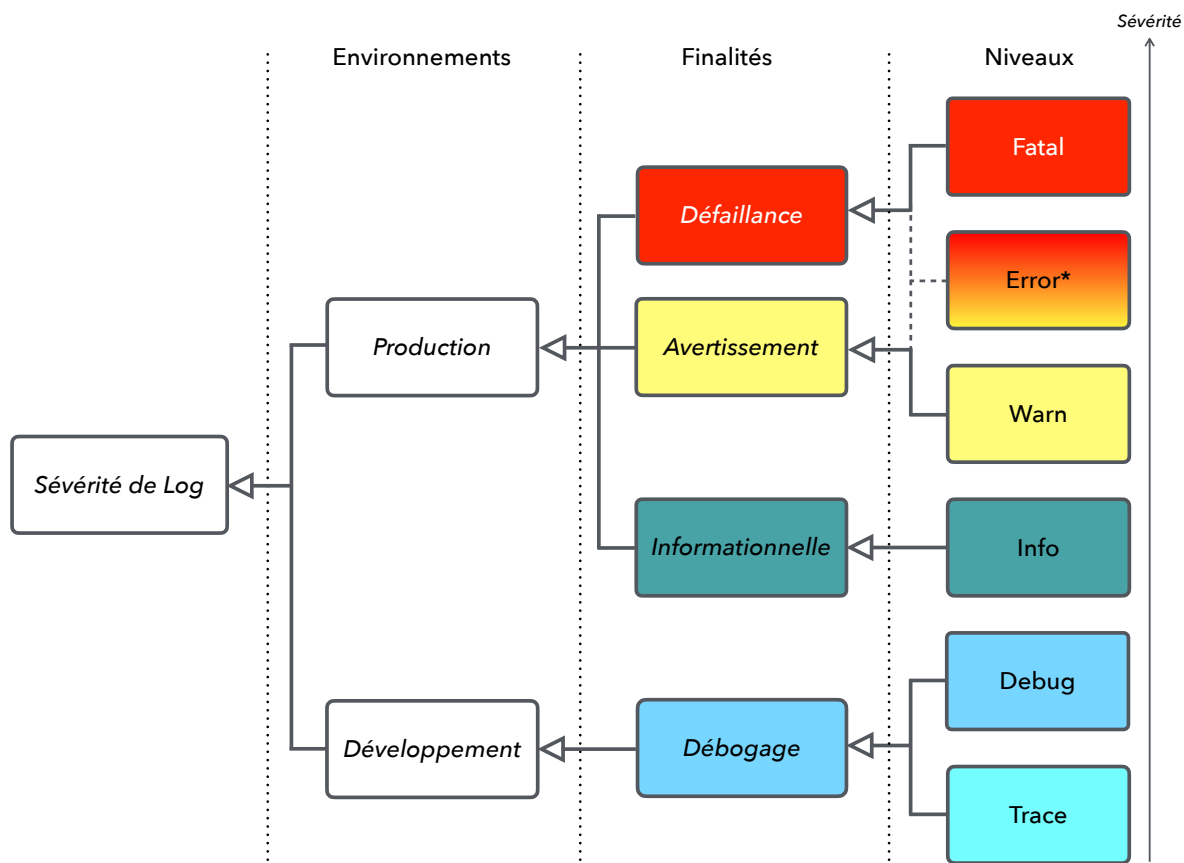 Sévérité
Environnements
Finalités
Niveaux
Fatal
Défaillance
Error*
Production
Avertissement
Warn
Sévérité de Log
Informationnelle
Info
Debug
Développement
Débogage
Trace